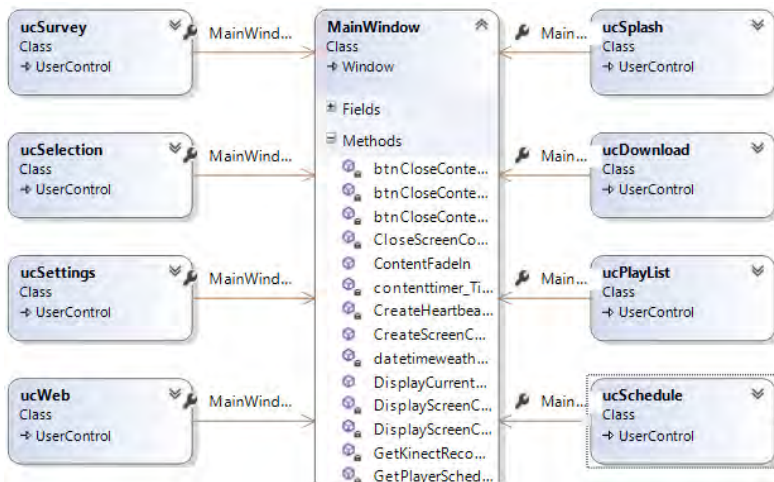 ucSurvey
Class
UserControl
MainWind...
ucSelection
Class
UserControl
MainWind...
ucSettings
Class
UserControl
MainWind...
ucWeb
Class
UserControl
MainWind...
MainWindow
Class
Window
Fields
Methods
btnCloseConte...
btnCloseConte...
btnCloseConte...
CloseScreenCo...
ContentFadeIn
contenttimer_Ti...
CreateHeartbea...
CreateScreenC...
datetimeweath...
DisplayCurrent...
DisplayScreenC...
DisplayScreenC...
GetKinectReco...
GetPlayerSched...
Main...
ucSplash
Class
UserControl
Main...
ucDownload
Class
UserControl
Main...
ucPlayList
Class
UserControl
Main...
ucSchedule
Class
UserControl